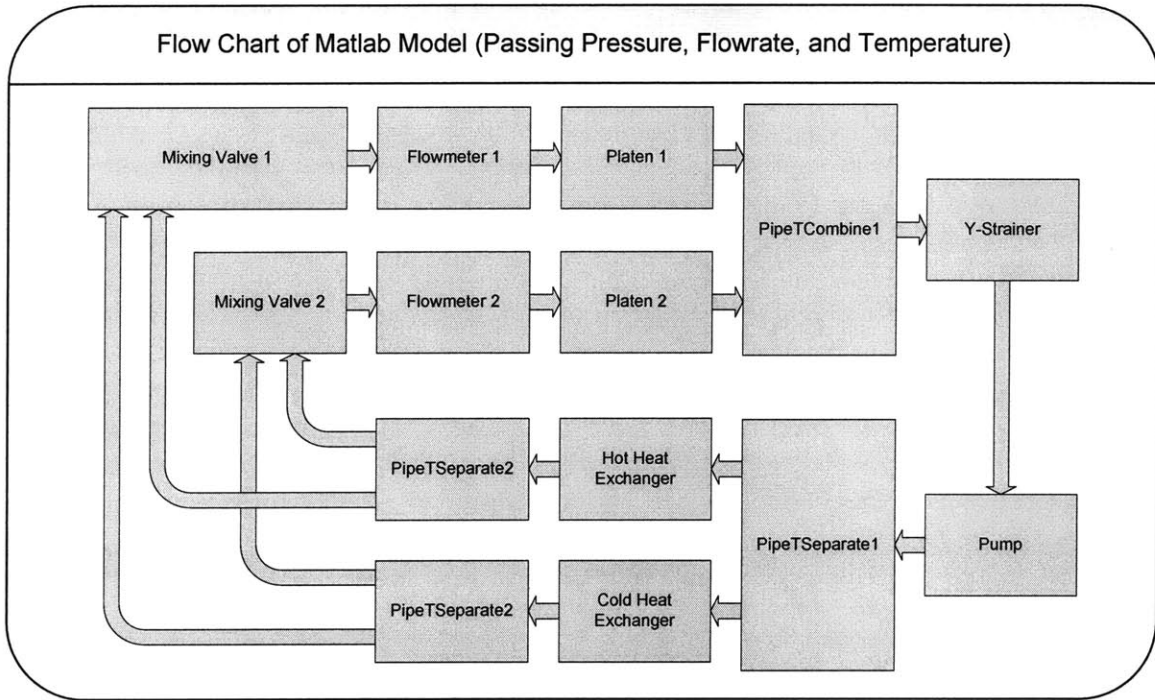 Flow Chart of Matlab Model (Passing Pressure, Flowrate, and Temperature)
Mixing Valve 1
Flowmeter 1
Platen 1
PipeTCombine1
Y-Strainer
Mixing Valve 2
Flowmeter 2
Platen 2
PipeTSeparate2
Hot Heat
Exchanger
PipeTSeparate1
Pump
PipeTSeparate2
Cold Heat
Exchanger